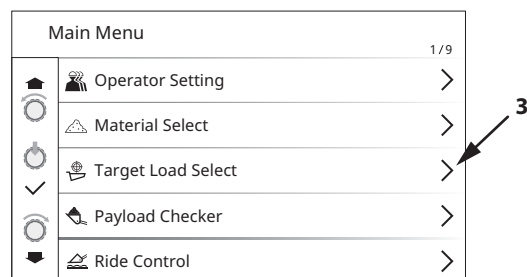 Main Menu
1/9
Operator Setting
Material Select
3
Target Load Select
Payload Checker
Ride Control